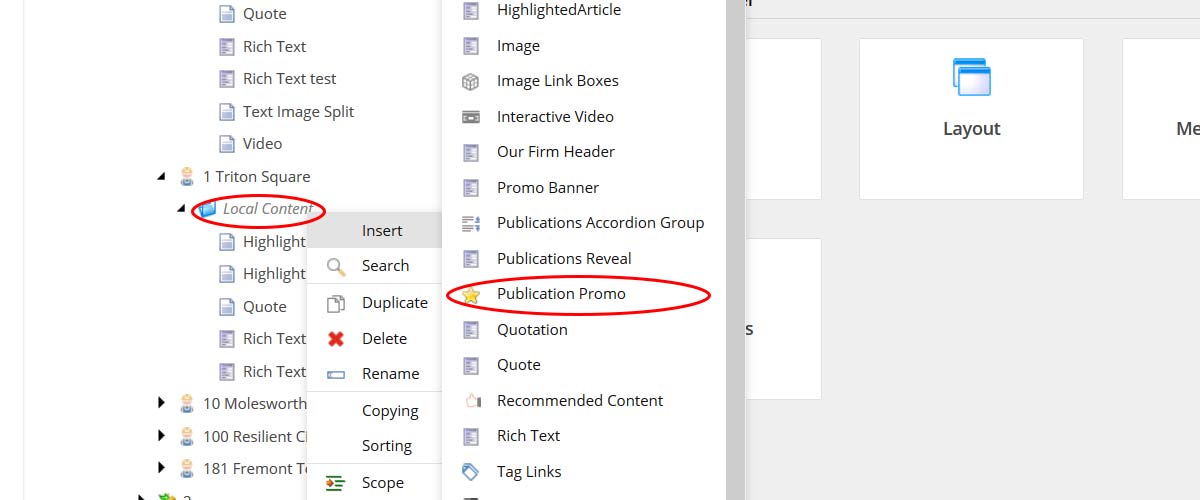 Quote
Rich Text
Rich Text test
Text Image Split
Video
1 Triton Square
Local Content
Highlight
Highlight
Quote
Rich Text
Rich Text
10 Molesworth
100 Resilient
181 Fremont
Insert
Search
Duplicate
Delete
Rename
Copying
Sorting
Scope
HighlightedArticle
Image
Image Link Boxes
Interactive Video
Our Firm Header
Promo Banner
Publications Accordion Group
Publications Reveal
Publication Promo
Quotation
Quote
Recommended Content
Rich Text
Tag Links
Layout